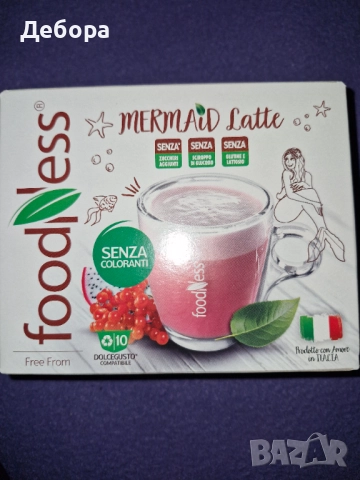 Дебора
foodNess®
Free From
MERMAiD Latte
SENZA*
ZUCCHERI
AGGIUNTI
SENZA
SCIROPPO
DI GLUCOSIO
SENZA
GLUTINE E
LATTOSIO
SENZA
COLORANTI
foodNess
10
DOLCEGUSTO*
COMPATIBILE
Prodotto con Amore
in ITALIA
BAZAR